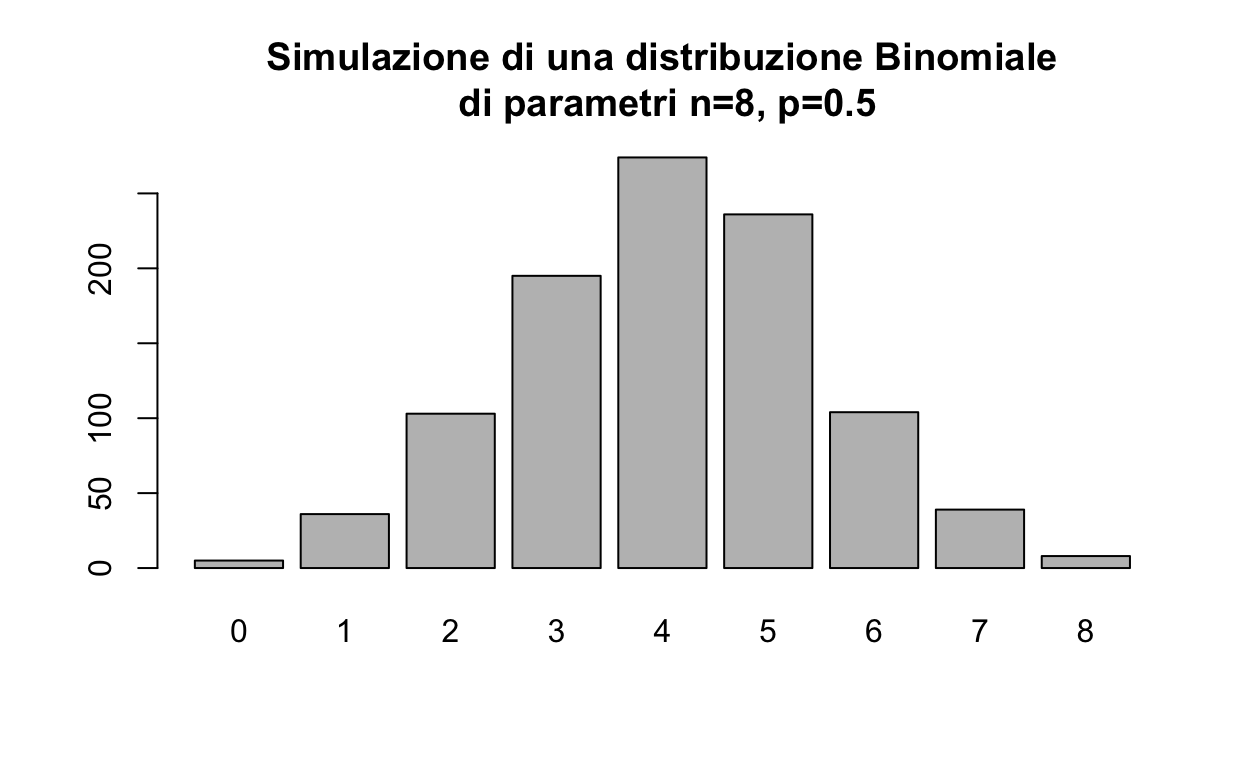 Simulazione di una distribuzione Binomiale
di parametri n=8, p=0.5
200
100
50
0
0 1 2 3 4 5 6 7 8